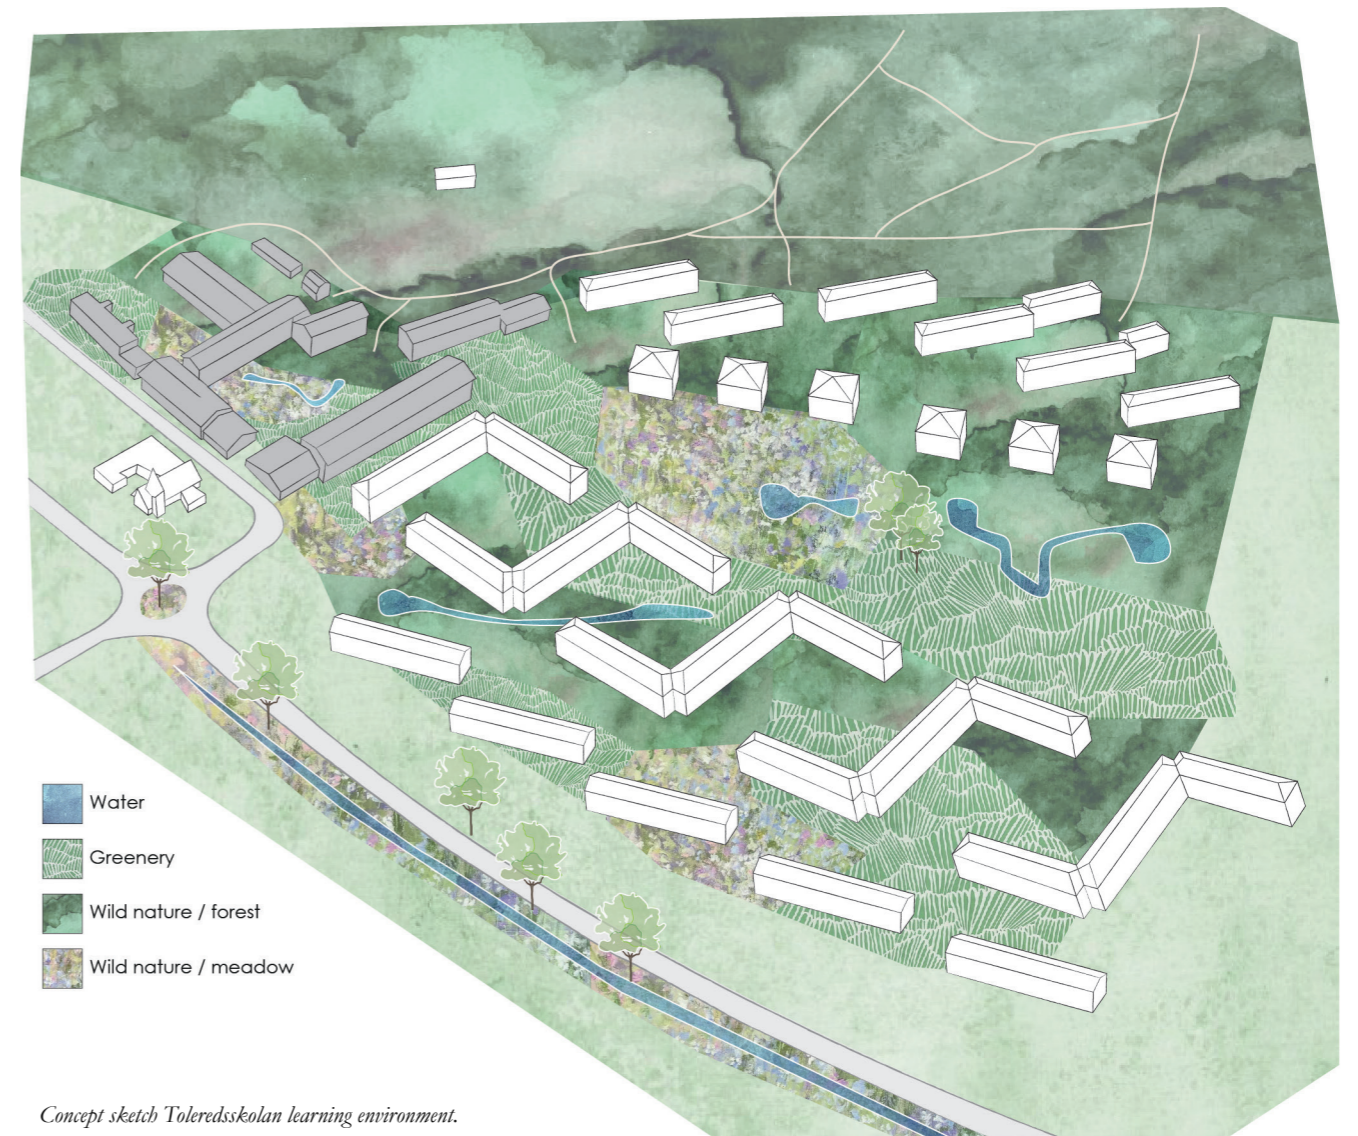 Water
Greenery
Wild nature / forest
Wild nature / meadow
Concept sketch Toleredsskolan learning environment.